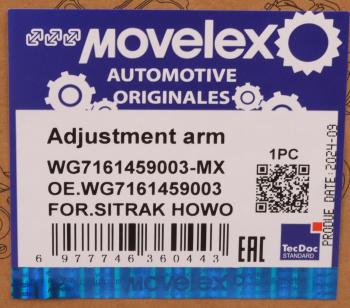 movelex
AUTOMOTIVE
ORIGINALES
Adjustment arm
WG7161459003-MX
OE.WG7161459003
FOR.SITRAK HOWO
1PC
PRODUE DATE:2024-09
6 977746 360443
EAC
TecDoc
STANDARD
movelex